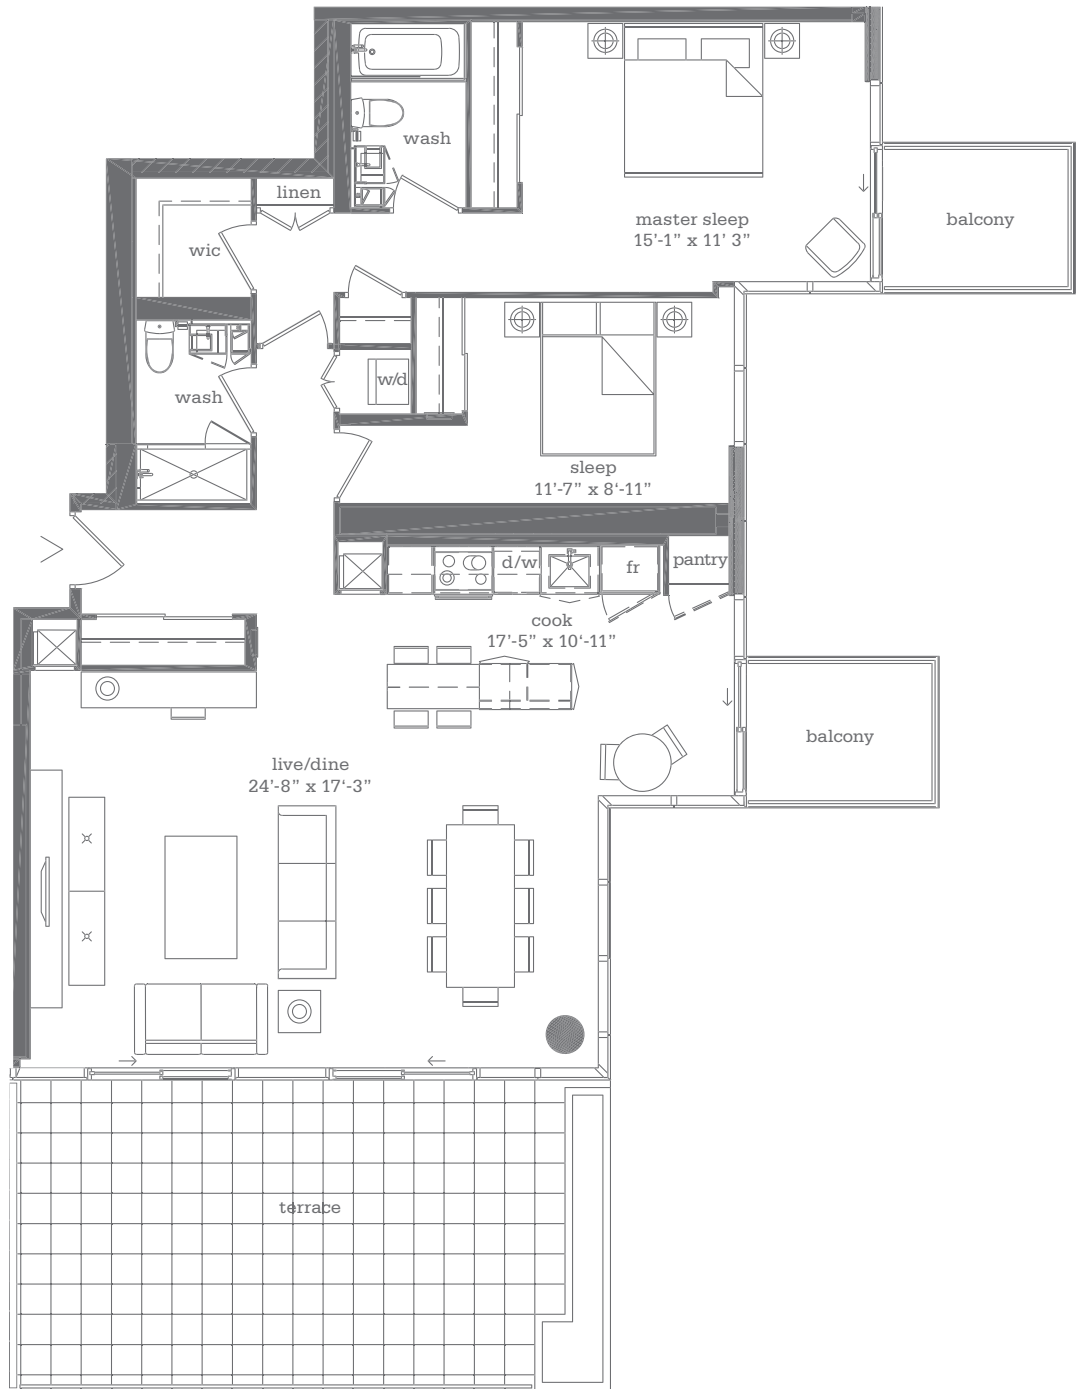 wash
linen
master sleep
15'-1” x 11' 3”
balcony
wic
w/d
wash
sleep
11'-7” x 8‘-11”
d/w
fr
pantry
cook
17'-5” x 10‘-11”
balcony
live/dine
24'-8” x 17‘-3”
terrace